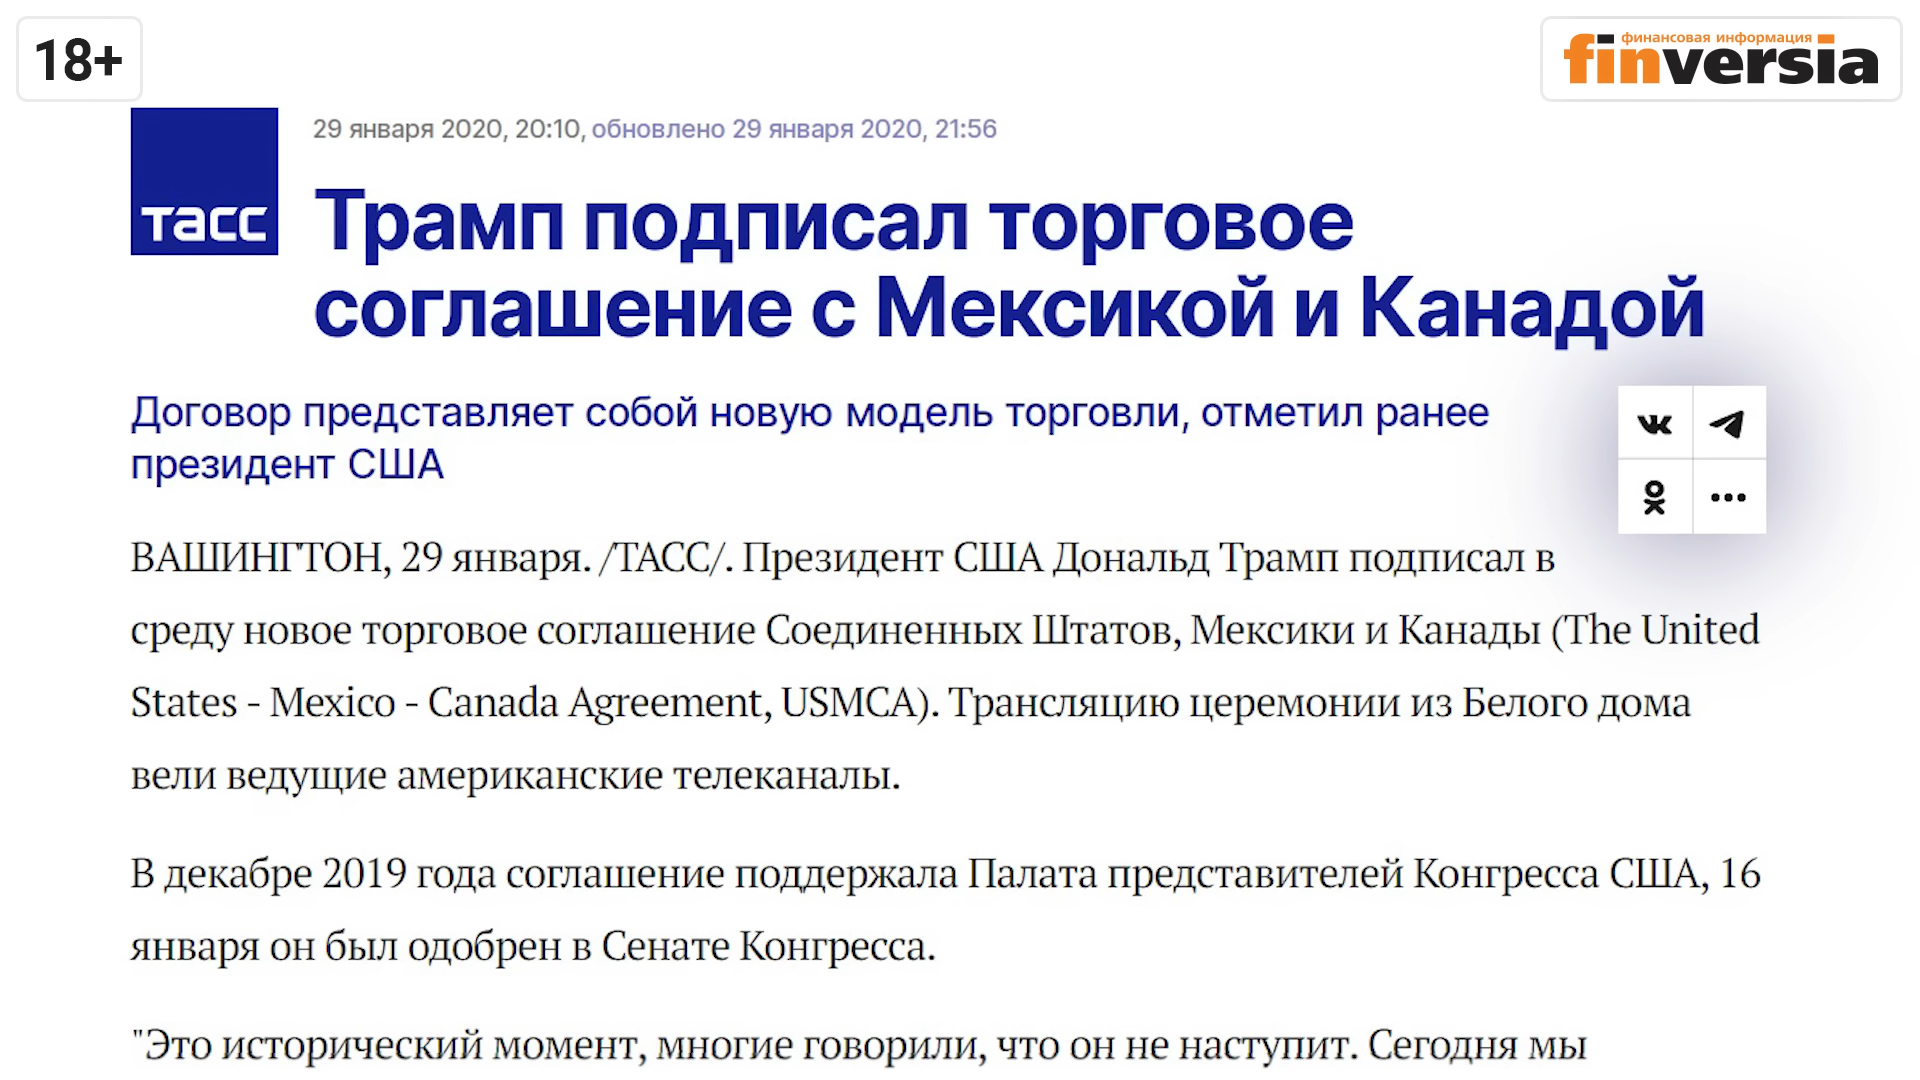 18+
финансовая информация
finversia
29 января 2020, 20:10, обновлено 29 января 2020, 21:56
тасс
Трамп подписал торговое
соглашение с Мексикой и Канадой
Договор представляет собой новую модель торговли, отметил ранее
президент США
ВАШИНГТОН, 29 января. /ТАСС/. Президент США Дональд Трамп подписал в
среду новое торговое соглашение Соединенных Штатов, Мексики и Канады (The United
States - Mexico - Canada Agreement, USMCA). Трансляцию церемонии из Белого дома
вели ведущие американские телеканалы.
В декабре 2019 года соглашение поддержала Палата представителей Конгресса США, 16
января он был одобрен в Сенате Конгресса.
"Это исторический момент, многие говорили, что он не наступит. Сегодня мы